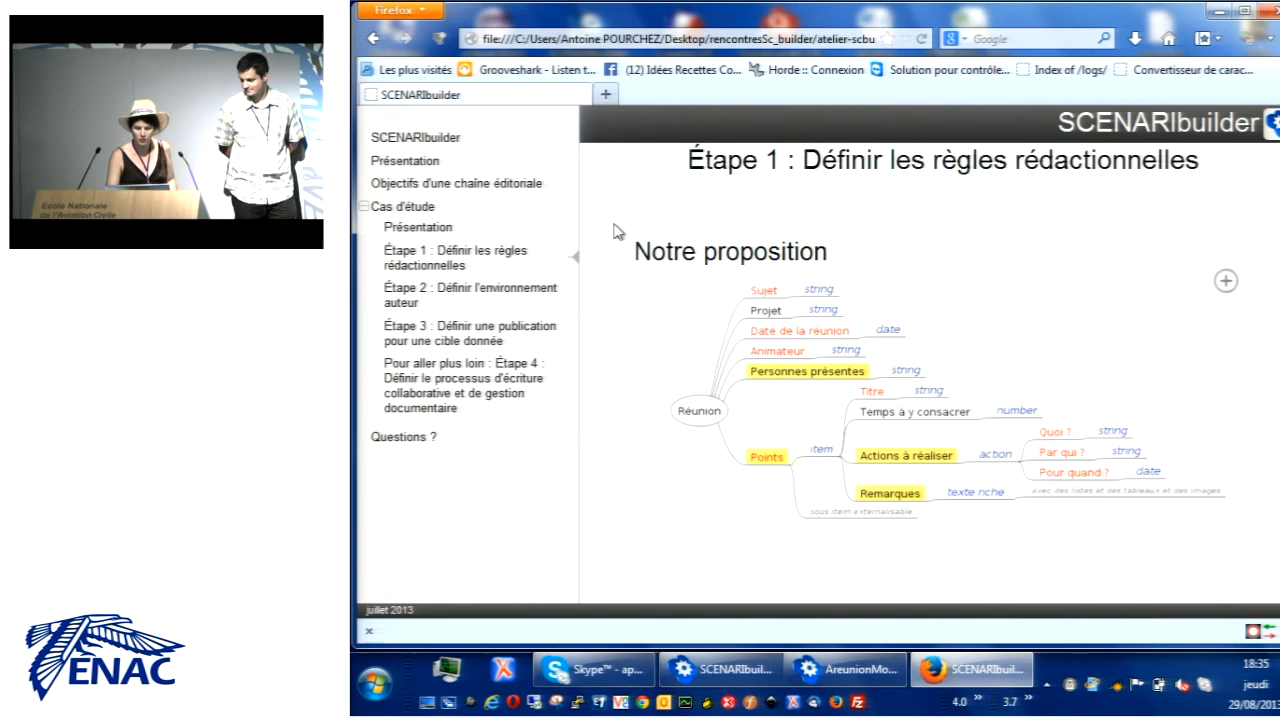 Ecole Nationale
de l'Aviation Civile
ENAC
Firefox
file:///C:/Users/Antoine POURCHEZ/Desktop/rencontresSc_builder/atelier-scbu
Google
Les plus visités
Grooveshark - Listen t...
(12) Idées Recettes Co...
Horde :: Connexion
Solution pour contrôle...
Index of /logs/
Convertisseur de carac...
SCENARIbuilder
SCENARIbuilder
Présentation
Objectifs d'une chaîne éditoriale
Cas d'étude
Présentation
Étape 1 : Définir les règles
rédactionnelles
Étape 2 : Définir l'environnement
auteur
Étape 3 : Définir une publication
pour une cible donnée
Pour aller plus loin : Étape 4 :
Définir le processus d'écriture
collaborative et de gestion
documentaire
Questions ?
SCENARIbuilder
Étape 1 : Définir les règles rédactionnelles
Notre proposition
Sujet string
Projet string
Date de la réunion date
Animateur string
Personnes présentes string
Réunion
Points item
Titre string
Temps à y consacrer number
Actions à réaliser action
Quoi ? string
Par qui ? string
Pour quand ? date
Remarques texte riche avec des listes et des tableaux et des images
sous item externalisable
juillet 2013
Skype™ - ap...
SCENARIbuil...
AreunionMo...
SCENARIbuil...
18:35
jeudi
29/08/201
4.0
3.7